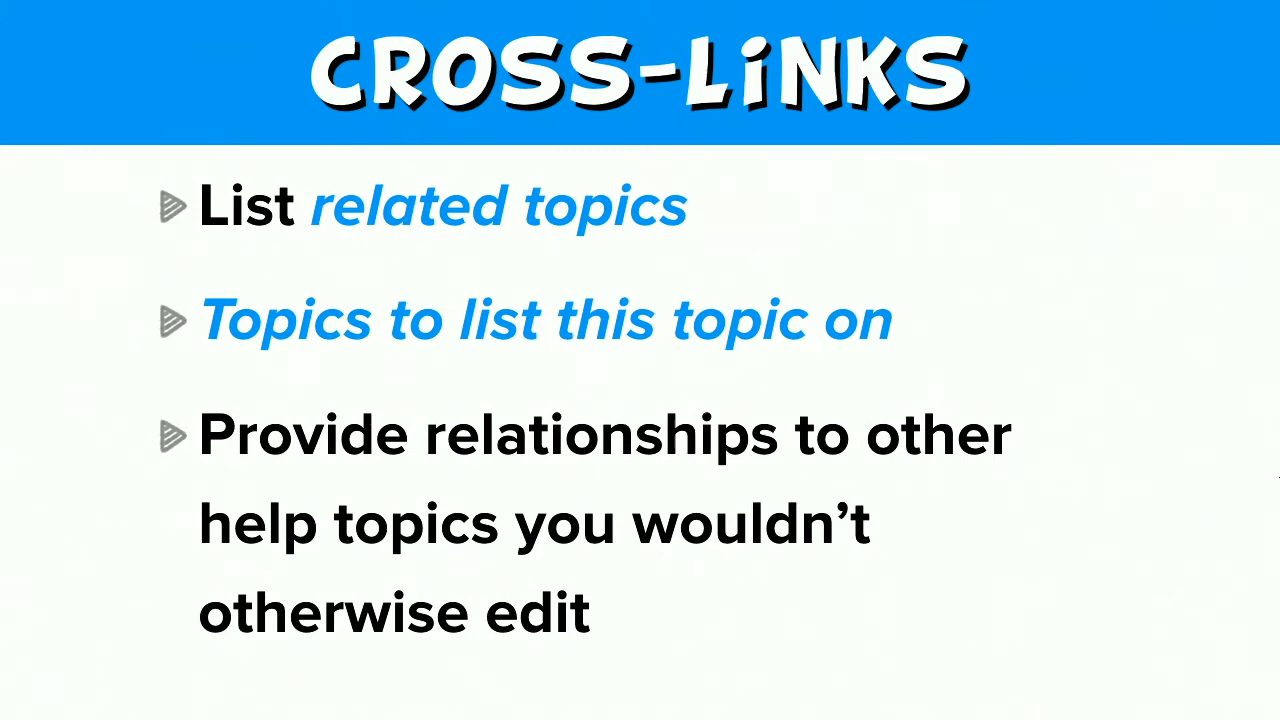 CROSS-LiNKS
List related topics
Topics to list this topic on
Provide relationships to other
help topics you wouldn’t
otherwise edit